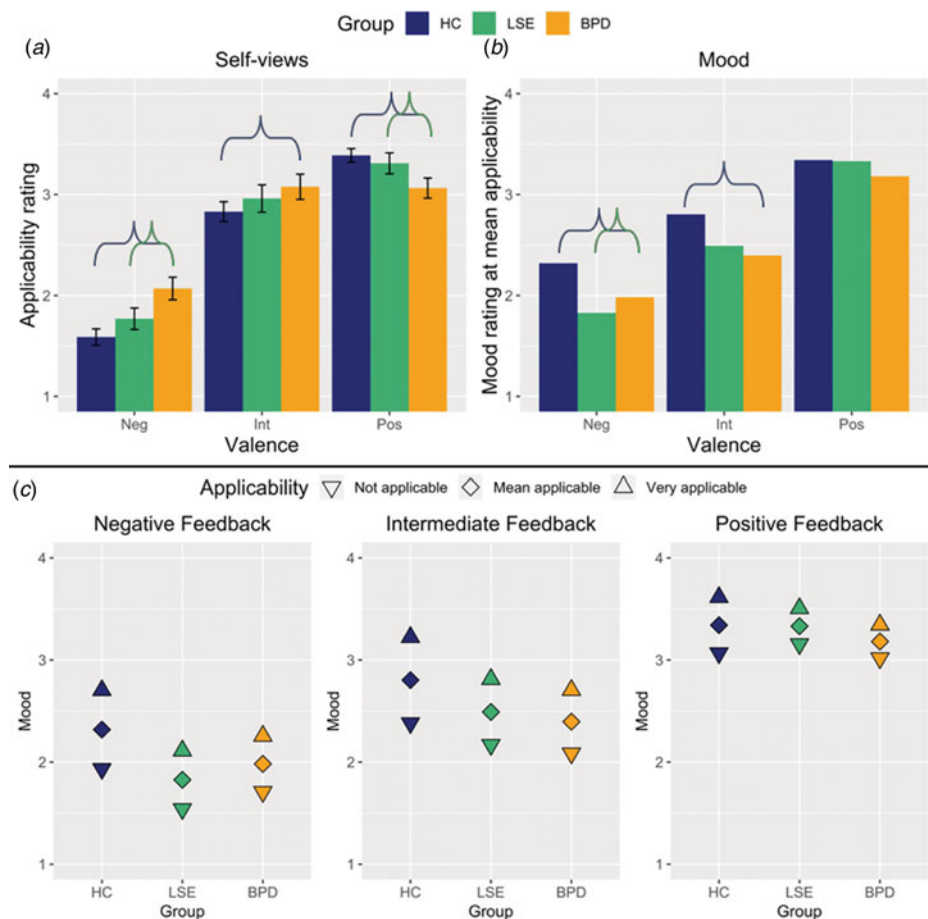 Group HC LSE BPD
(a) Self-views
(b) Mood
4
3
2
1
Applicability rating
Neg Int Pos
Valence
4
3
2
1
Mood rating at mean applicability
Neg Int Pos
Valence
(c) Applicability Not applicable Mean applicable Very applicable
Negative Feedback Intermediate Feedback Positive Feedback
4
3
2
1
Mood
HC LSE BPD
Group
4
3
2
1
Mood
HC LSE BPD
Group
4
3
2
1
Mood
HC LSE BPD
Group